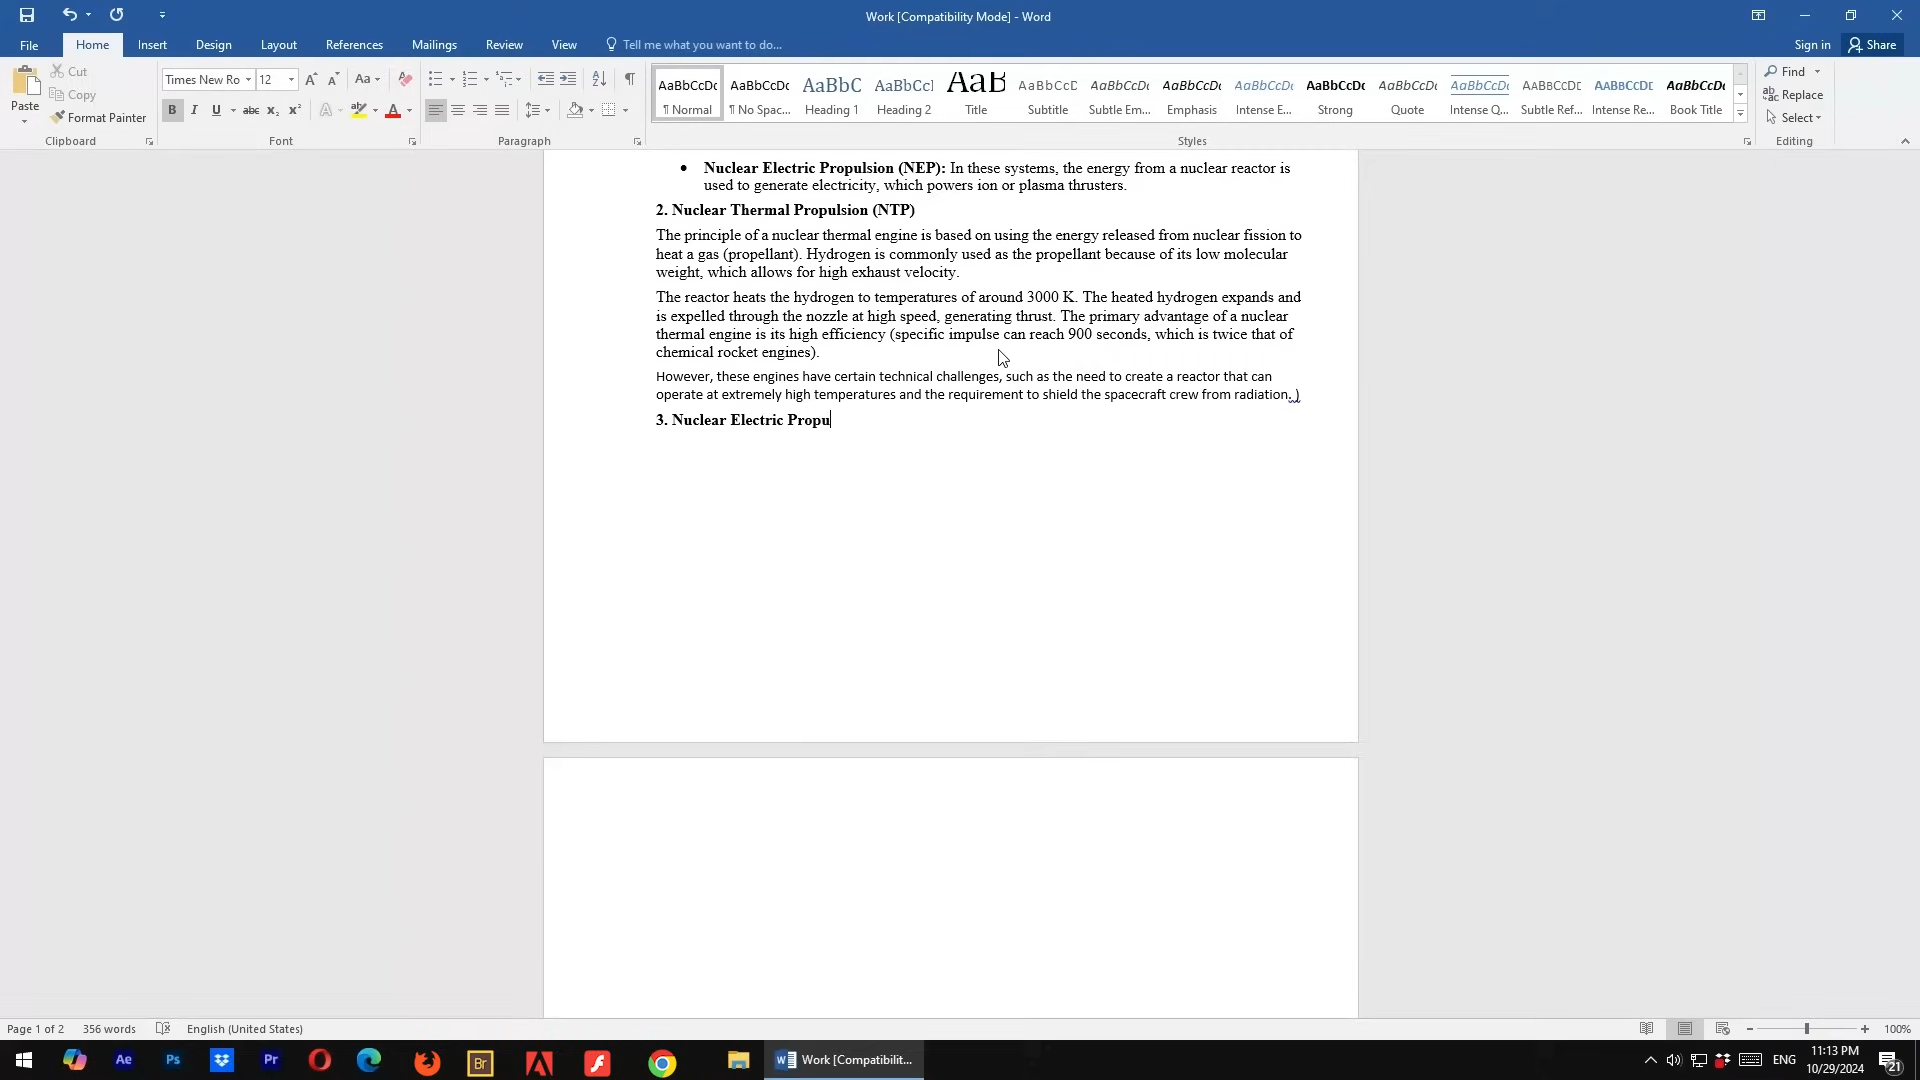 Work [Compatibility Mode] - Word
File Home Insert Design Layout References Mailings Review View Tell me what you want to do... Sign in Share
Paste Cut Copy Format Painter Clipboard
Times New Ro 12 Aa B I U abc x₂ x² A A Font
Paragraph
AaBbCcDc AaBbCcDc AaBbC AaBbCcl AaB AaBbCcD AaBbCcDc AaBbCcDc AaBbCcDc AaBbCcDc AaBbCcDc AaBbCcDc AABBCCDC AABBCCDC AaBbCcDc
¶ Normal ¶ No Spac... Heading 1 Heading 2 Title Subtitle Subtle Em... Emphasis Intense E... Strong Quote Intense Q... Subtle Ref... Intense Re... Book Title
Styles
Find
Replace
Select
Editing
• Nuclear Electric Propulsion (NEP): In these systems, the energy from a nuclear reactor is
used to generate electricity, which powers ion or plasma thrusters.
2. Nuclear Thermal Propulsion (NTP)
The principle of a nuclear thermal engine is based on using the energy released from nuclear fission to
heat a gas (propellant). Hydrogen is commonly used as the propellant because of its low molecular
weight, which allows for high exhaust velocity.
The reactor heats the hydrogen to temperatures of around 3000 K. The heated hydrogen expands and
is expelled through the nozzle at high speed, generating thrust. The primary advantage of a nuclear
thermal engine is its high efficiency (specific impulse can reach 900 seconds, which is twice that of
chemical rocket engines).
However, these engines have certain technical challenges, such as the need to create a reactor that can
operate at extremely high temperatures and the requirement to shield the spacecraft crew from radiation. )
3. Nuclear Electric Propu
Page 1 of 2 356 words English (United States) 100%
Ae Ps Pr Br Work [Compatibilit... ENG 11:13 PM
10/29/2024 21